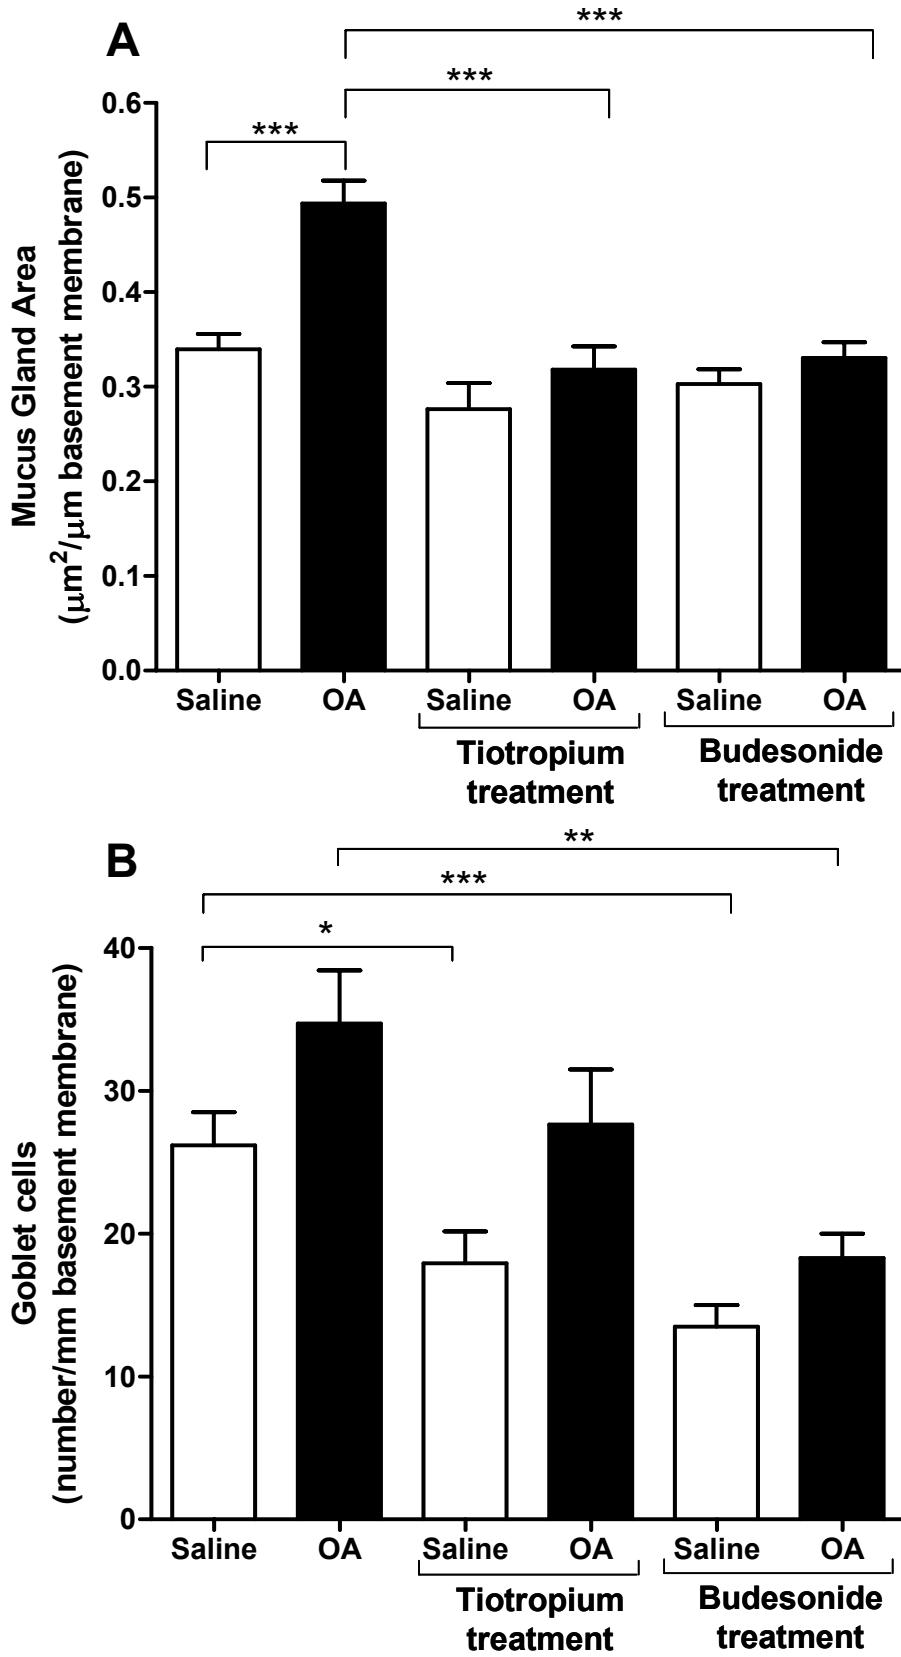 A
***
***
***
0.6
0.5
0.4
0.3
0.2
0.1
0.0
Mucus Gland Area
(μm²/μm basement membrane)
Saline OA Saline OA Saline OA
Tiotropium
treatment
Budesonide
treatment
B
**
***
*
40
30
20
10
0
Goblet cells
(number/mm basement membrane)
Saline OA Saline OA Saline OA
Tiotropium
treatment
Budesonide
treatment